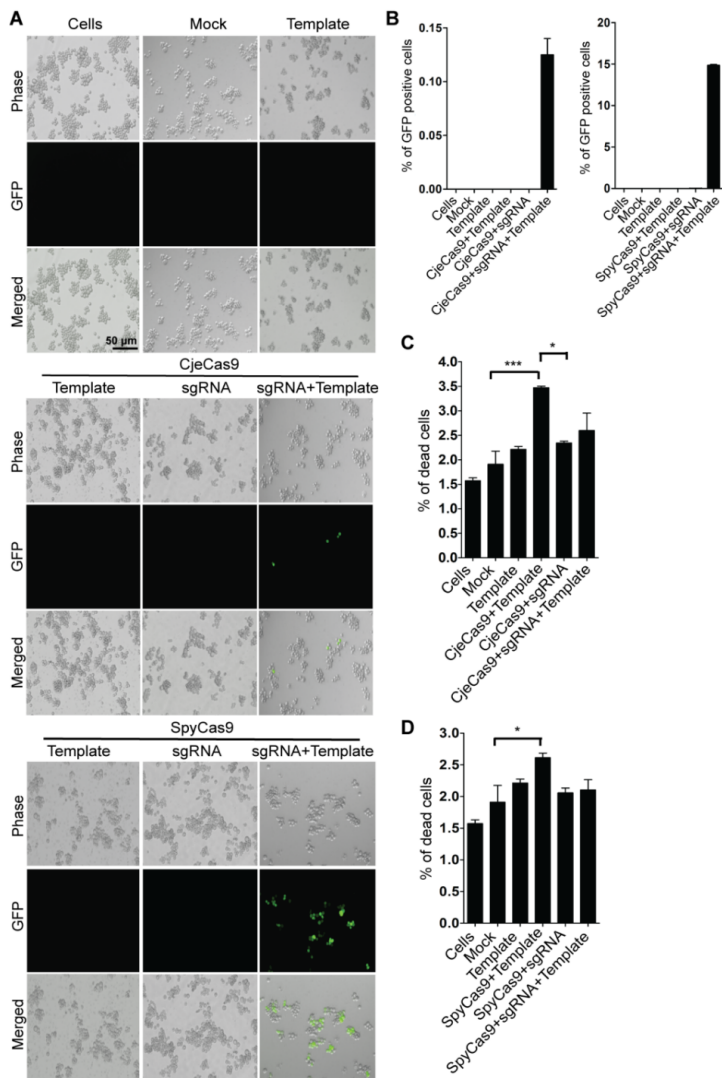 A
Cells Mock Template
Phase
GFP
Merged
50 µm
CjeCas9
Template sgRNA sgRNA+Template
Phase
GFP
Merged
SpyCas9
Template sgRNA sgRNA+Template
Phase
GFP
Merged
B
% of GFP positive cells
0.15
0.10
0.05
0.00
Cells
Mock
Template
CjeCas9+Template
CjeCas9+sgRNA
CjeCas9+sgRNA+Template
% of GFP positive cells
20
15
10
5
0
Cells
Mock
Template
SpyCas9+Template
SpyCas9+sgRNA
SpyCas9+sgRNA+Template
C
% of dead cells
4.0
3.5
3.0
2.5
2.0
1.5
1.0
0.5
0.0
***
*
Cells
Mock
Template
CjeCas9+Template
CjeCas9+sgRNA
CjeCas9+sgRNA+Template
D
% of dead cells
3.0
2.5
2.0
1.5
1.0
0.5
0.0
*
Cells
Mock
Template
SpyCas9+Template
SpyCas9+sgRNA
SpyCas9+sgRNA+Template